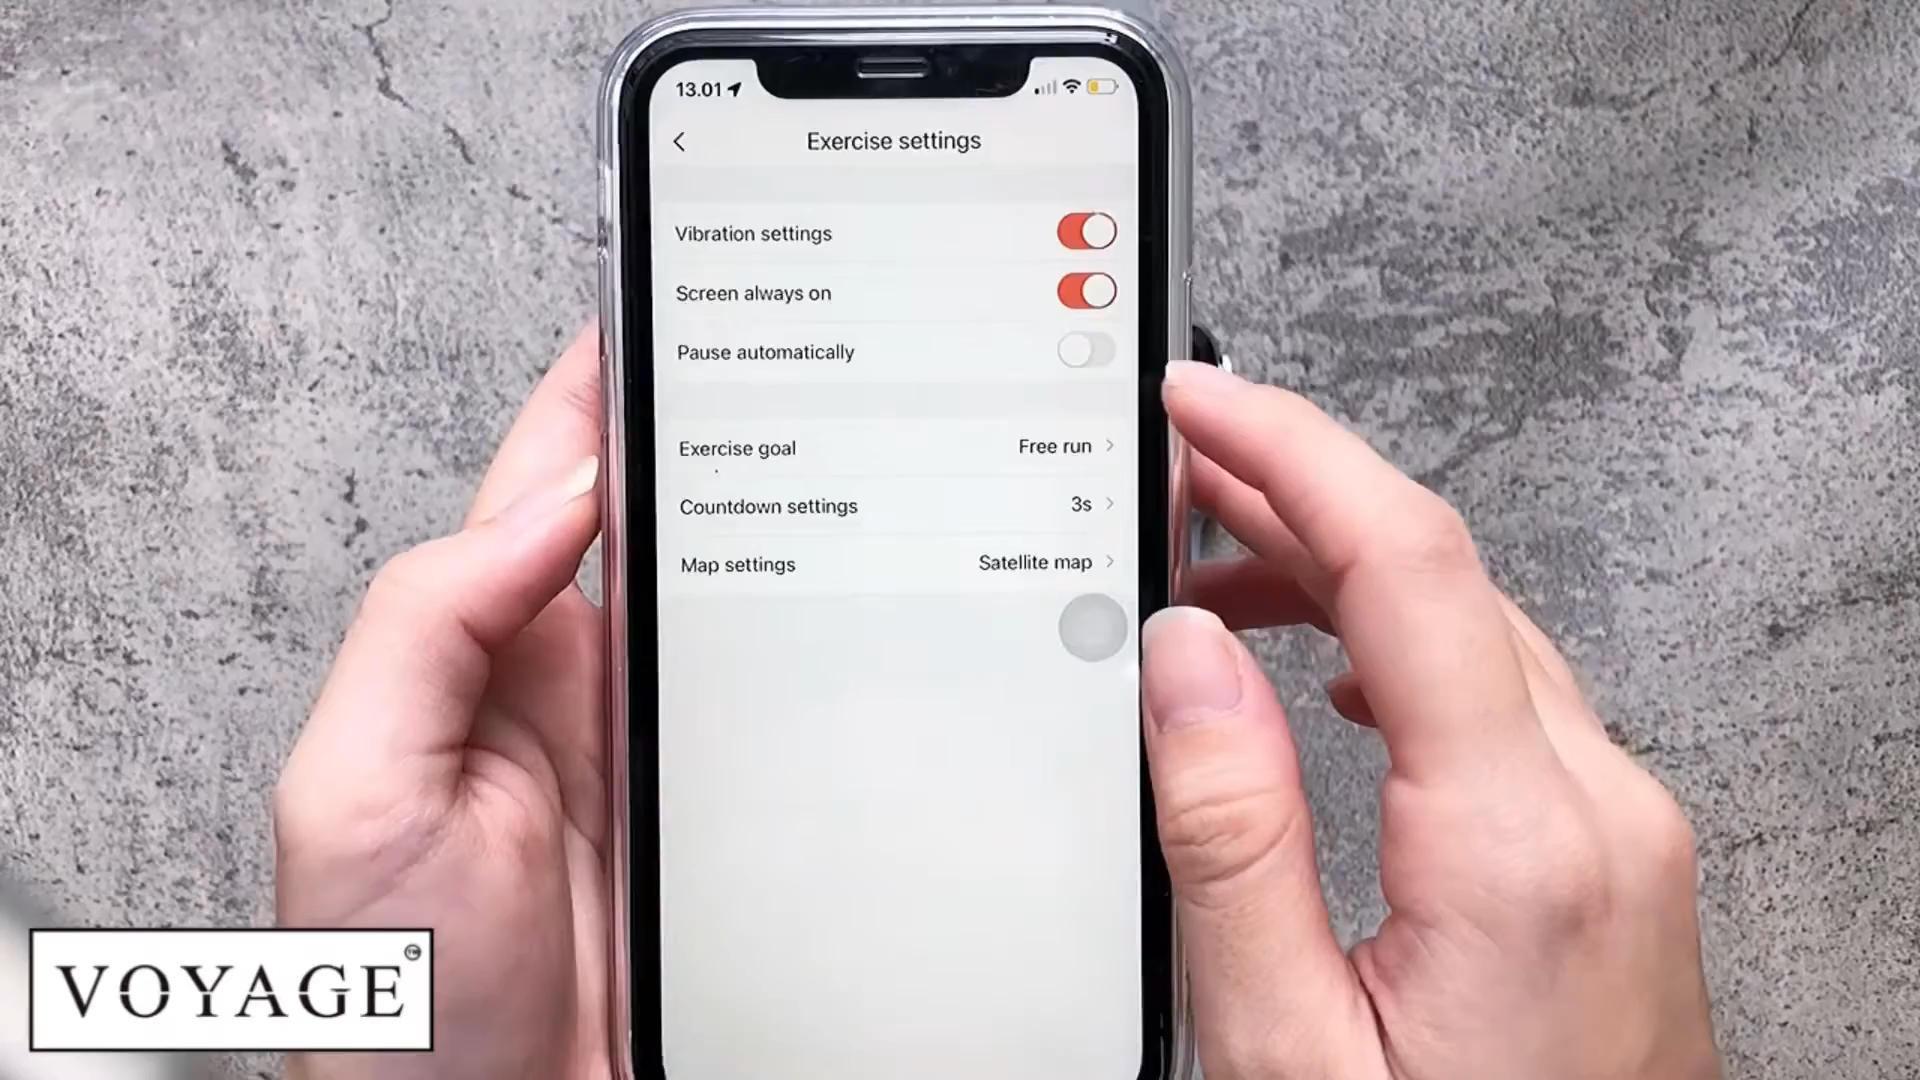 13.01
Exercise settings
Vibration settings
Screen always on
Pause automatically
Exercise goal Free run
Countdown settings 3s
Map settings Satellite map
VOYAGE TM